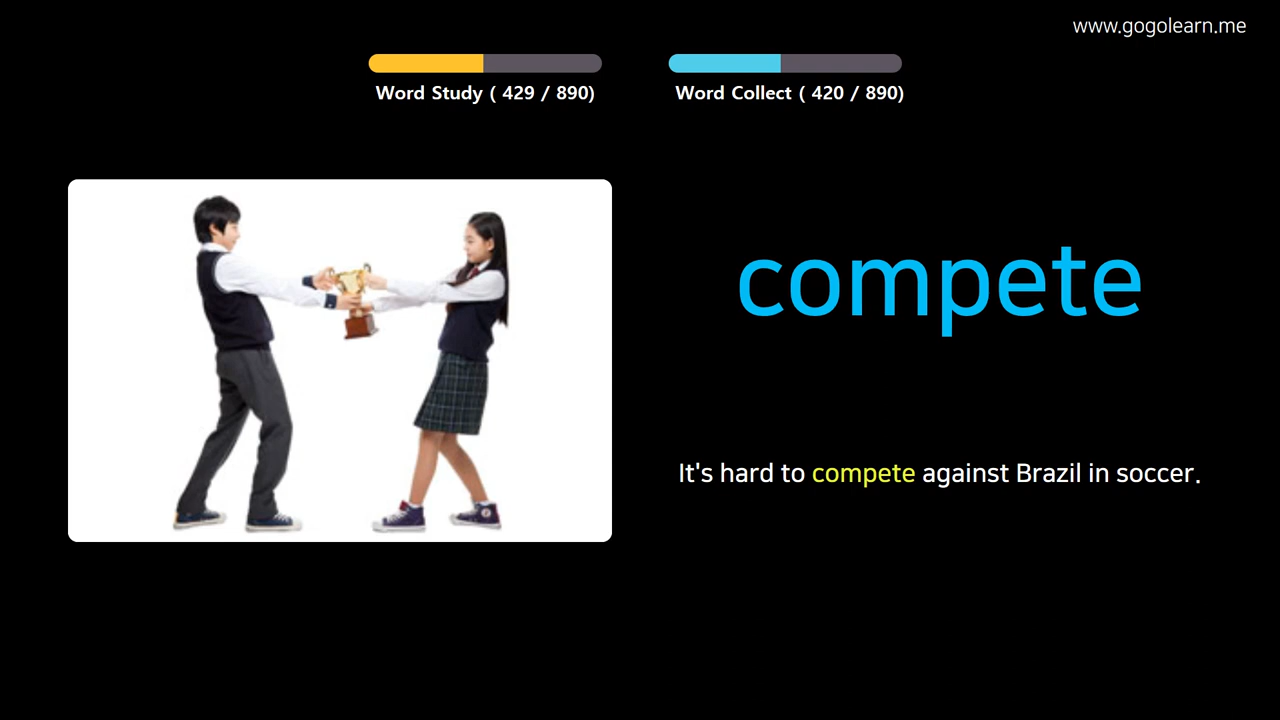 www.gogolearn.me
Word Study ( 429 / 890)
Word Collect ( 420 / 890)
compete
It's hard to compete against Brazil in soccer.